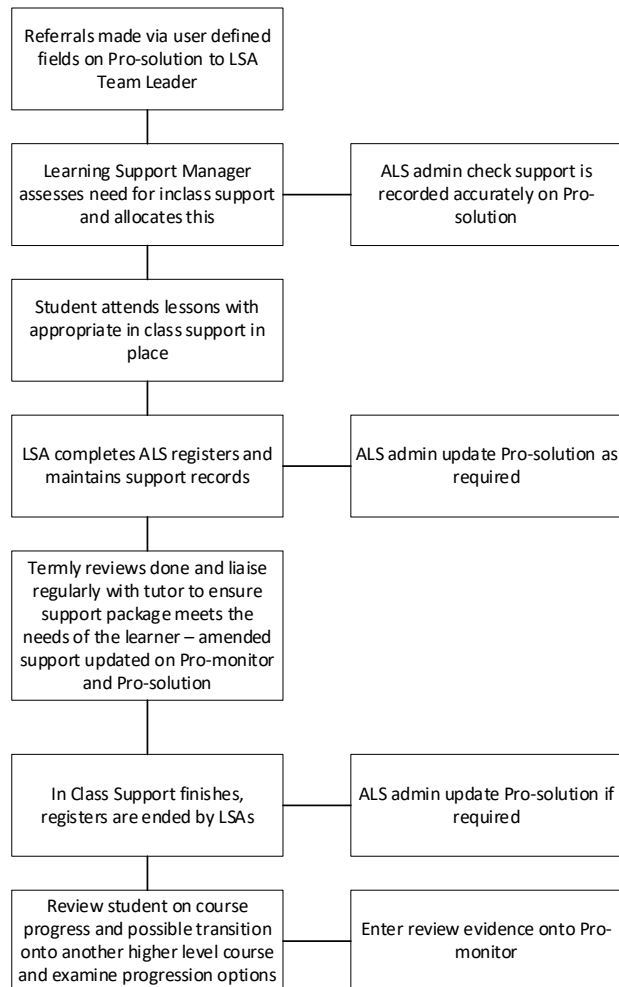 Referrals made via user defined
fields on Pro-solution to LSA
Team Leader
Learning Support Manager
assesses need for inclass support
and allocates this
ALS admin check support is
recorded accurately on Pro-
solution
Student attends lessons with
appropriate in class support in
place
LSA completes ALS registers and
maintains support records
ALS admin update Pro-solution as
required
Termly reviews done and liaise
regularly with tutor to ensure
support package meets the
needs of the learner – amended
support updated on Pro-monitor
and Pro-solution
In Class Support finishes,
registers are ended by LSAs
ALS admin update Pro-solution if
required
Review student on course
progress and possible transition
onto another higher level course
and examine progression options
Enter review evidence onto Pro-
monitor